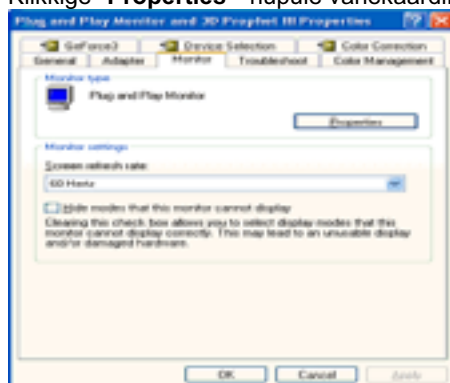 Klikkige "Properties" nupule vahekaardil
Plug and Play Monitor and 3D Prophet III Properties
GeForce3 Device Selection Color Correction
General Adapter Monitor Troubleshoot Color Management
Monitor type
Plug and Play Monitor
Properties
Monitor settings
Screen refresh rate:
60 Hertz
Hide modes that this monitor cannot display
Clearing this check box allows you to select display modes that this
monitor cannot display correctly. This may lead to an unusable display
and/or damaged hardware.
OK Cancel Apply